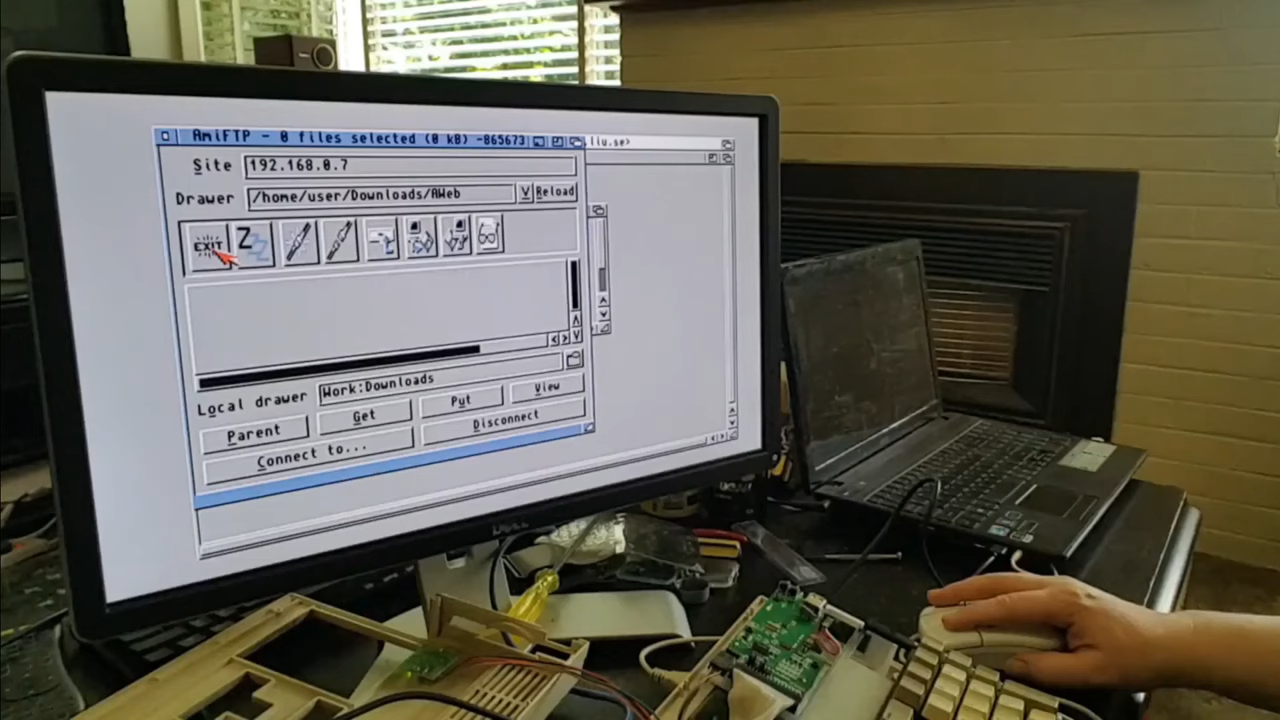 AmiFTP - 0 files selected (0 kB) -865673
.liu.se>
Site 192.168.0.7
Drawer /home/user/Downloads/AWeb Reload
EXIT Z Z Z
Local drawer Work:Downloads
Parent Get Put View
Connect to... Disconnect
DELL